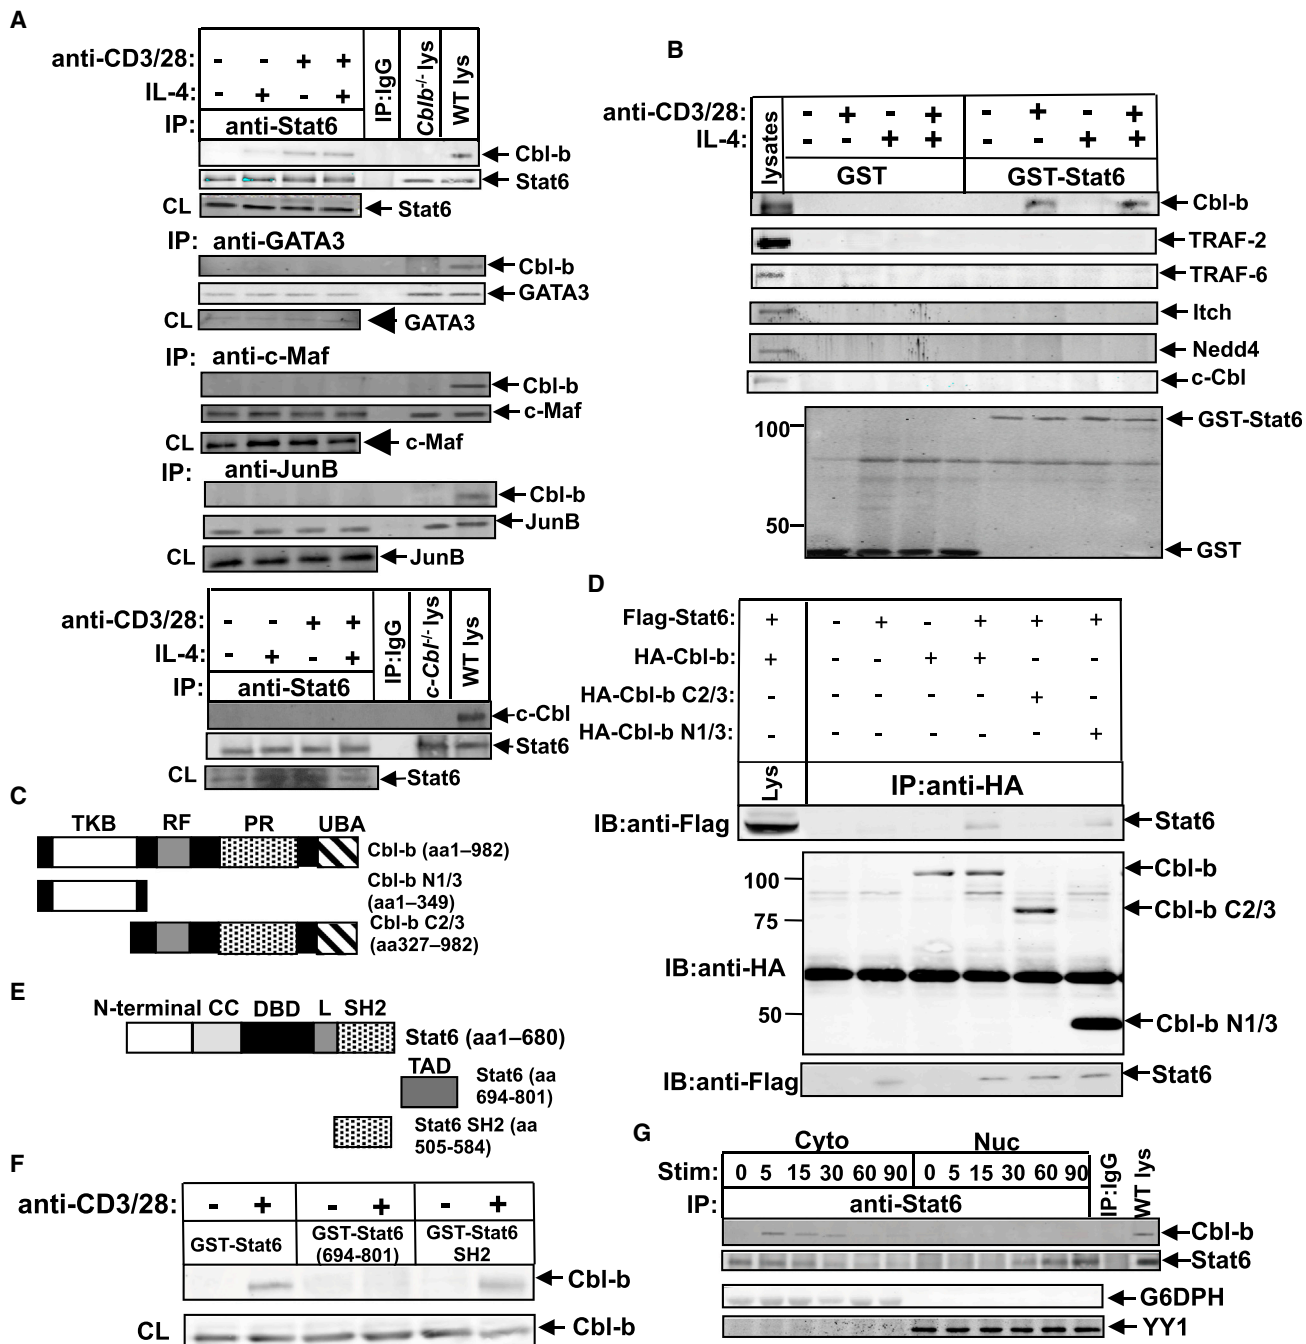 A
anti-CD3/28: - - + +
IL-4: - + - +
IP: anti-Stat6
IP:IgG
Cblb-/- lys
WT lys
Cbl-b
Stat6
CL Stat6
IP: anti-GATA3
Cbl-b
GATA3
CL GATA3
IP: anti-c-Maf
Cbl-b
c-Maf
CL c-Maf
IP: anti-JunB
Cbl-b
JunB
CL JunB
anti-CD3/28: - - + +
IL-4: - + - +
IP: anti-Stat6
IP:IgG
c-Cbl-/- lys
WT lys
c-Cbl
Stat6
CL Stat6
B
anti-CD3/28: - + - + - + - +
IL-4: - - + + - - + +
lysates
GST GST-Stat6
Cbl-b
TRAF-2
TRAF-6
Itch
Nedd4
c-Cbl
100
GST-Stat6
50
GST
C
TKB RF PR UBA
Cbl-b (aa1–982)
Cbl-b N1/3
(aa1–349)
Cbl-b C2/3
(aa327–982)
D
Flag-Stat6: + - + - + + +
HA-Cbl-b: + - - + + - -
HA-Cbl-b C2/3: - - - - - + -
HA-Cbl-b N1/3: - - - - - - +
Lys
IP:anti-HA
IB:anti-Flag Stat6
Cbl-b
100
75
Cbl-b C2/3
IB:anti-HA
50
Cbl-b N1/3
IB:anti-Flag Stat6
E
N-terminal CC DBD L SH2
Stat6 (aa1–680)
TAD
Stat6 (aa
694-801)
Stat6 SH2 (aa
505-584)
F
anti-CD3/28: - + - + - +
GST-Stat6
GST-Stat6
(694-801)
GST-Stat6
SH2
Cbl-b
CL Cbl-b
G
Cyto Nuc
Stim: 0 5 15 30 60 90 0 5 15 30 60 90
IP: anti-Stat6
IP:IgG
WT lys
Cbl-b
Stat6
G6DPH
YY1